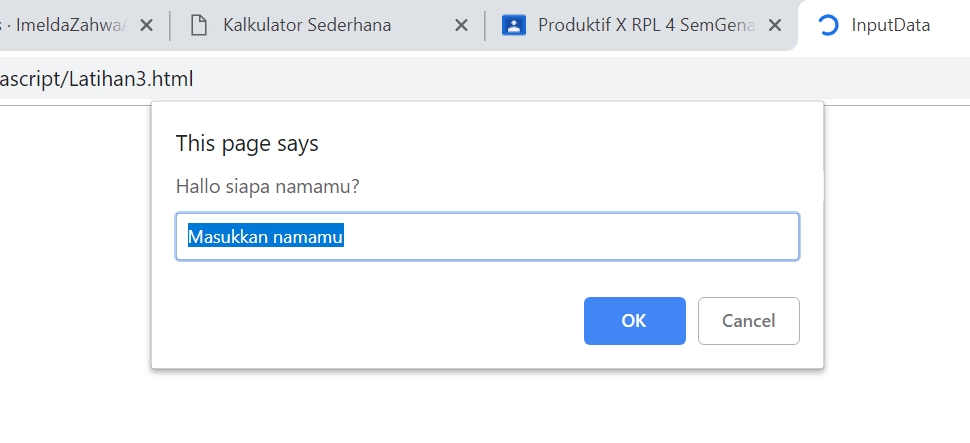 s · ImeldaZahwa
Kalkulator Sederhana
Produktif X RPL 4 SemGena
InputData
ascript/Latihan3.html
This page says
Hallo siapa namamu?
Masukkan namamu
OK
Cancel